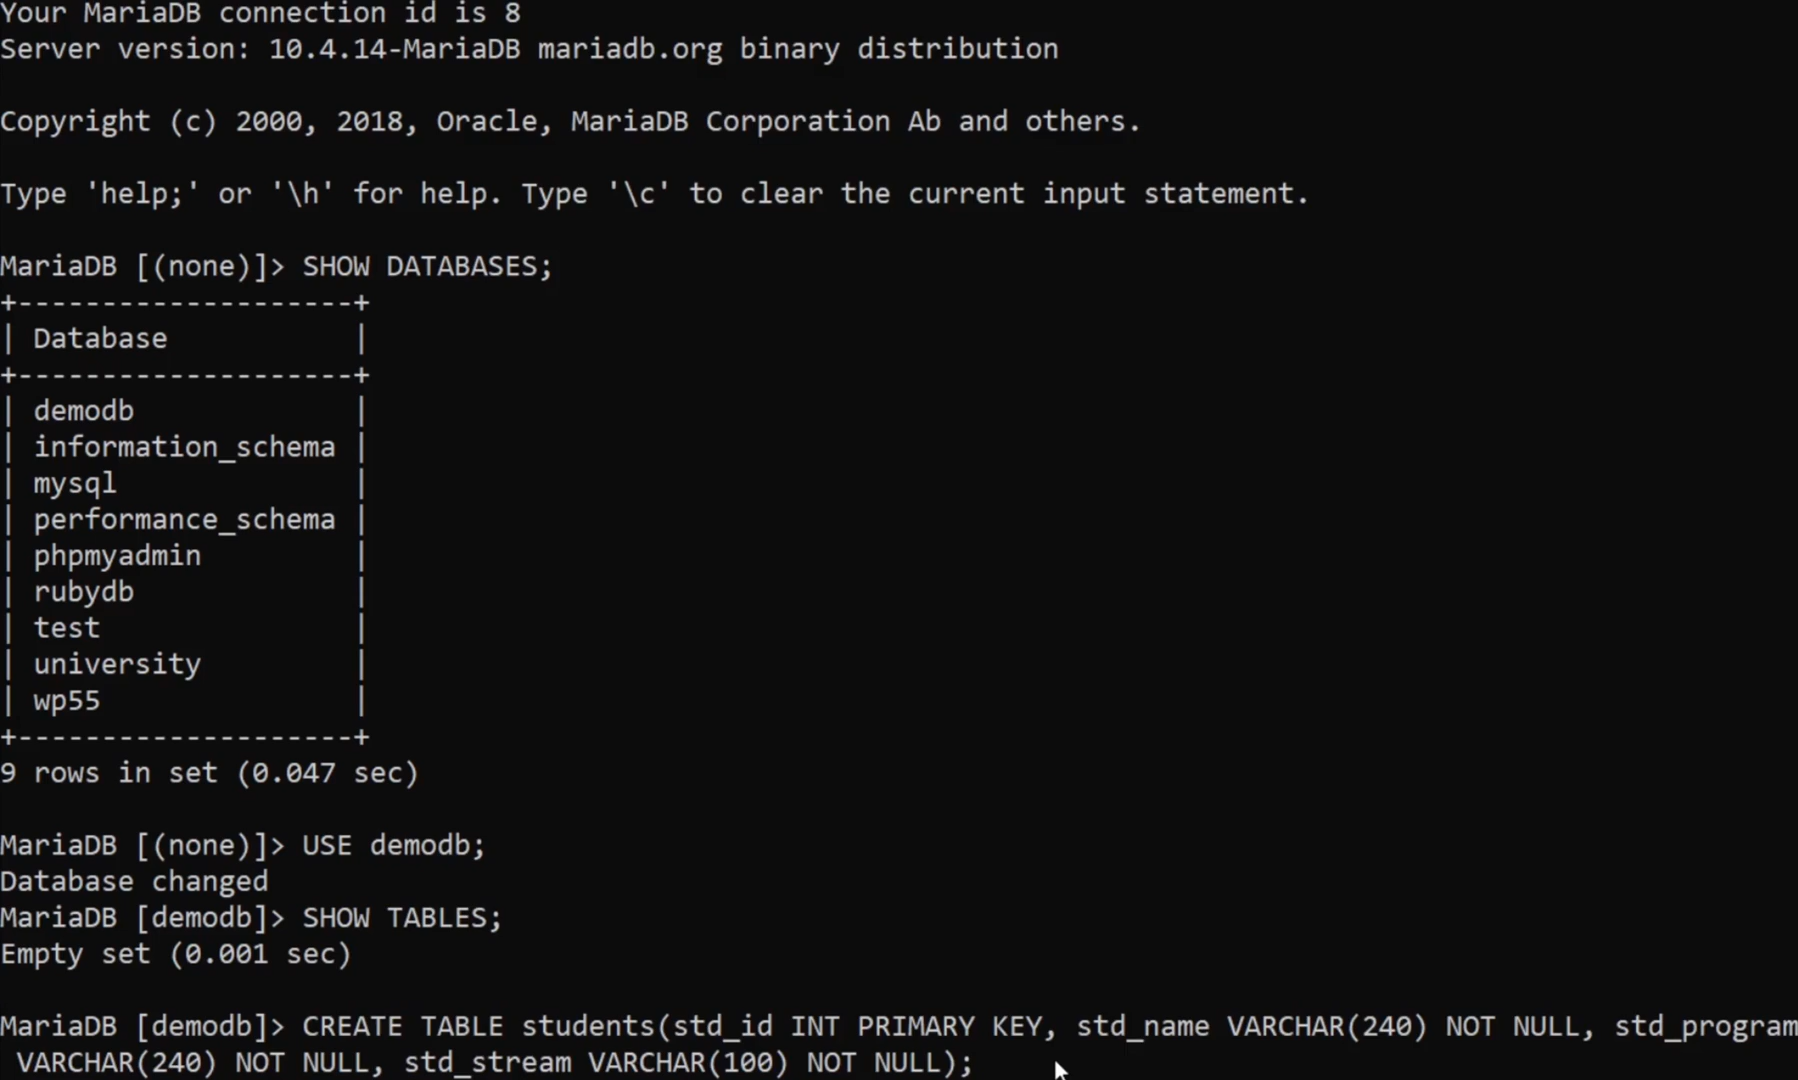 Your MariaDB connection id is 8
Server version: 10.4.14-MariaDB mariadb.org binary distribution
Copyright (c) 2000, 2018, Oracle, MariaDB Corporation Ab and others.
Type 'help;' or '\h' for help. Type '\c' to clear the current input statement.
MariaDB [(none)]> SHOW DATABASES;
+--------------------+
| Database           |
+--------------------+
| demodb             |
| information_schema |
| mysql              |
| performance_schema |
| phpmyadmin         |
| rubydb             |
| test               |
| university         |
| wp55               |
+--------------------+
9 rows in set (0.047 sec)
MariaDB [(none)]> USE demodb;
Database changed
MariaDB [demodb]> SHOW TABLES;
Empty set (0.001 sec)
MariaDB [demodb]> CREATE TABLE students(std_id INT PRIMARY KEY, std_name VARCHAR(240) NOT NULL, std_program
 VARCHAR(240) NOT NULL, std_stream VARCHAR(100) NOT NULL);